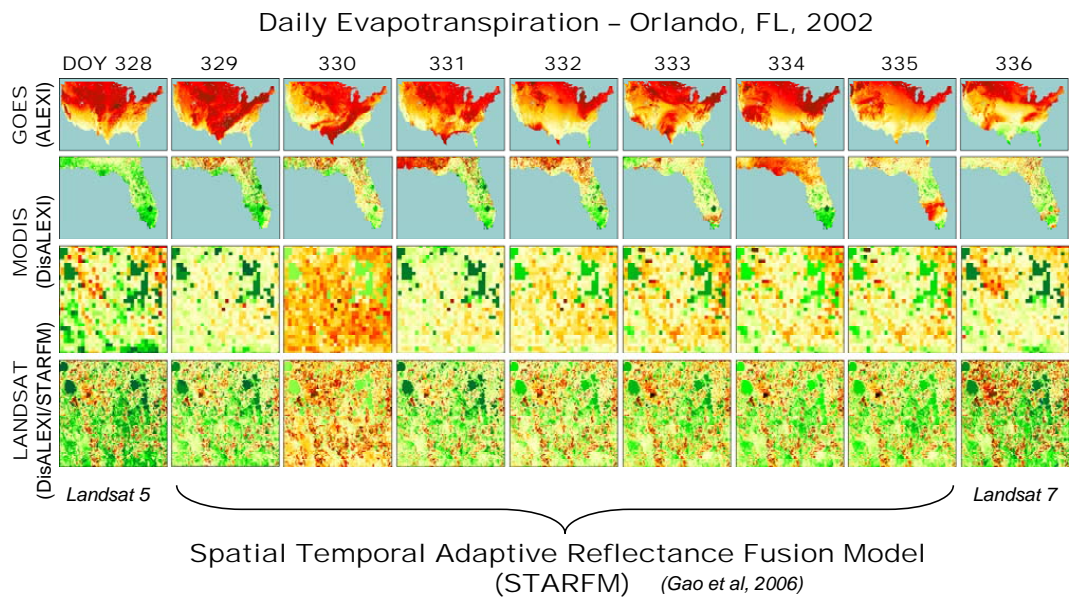 Daily Evapotranspiration – Orlando, FL, 2002
DOY 328 329 330 331 332 333 334 335 336
GOES
(ALEXI)
MODIS
(DisALEXI)
LANDSAT
(DisALEXI/STARFM)
Landsat 5 Landsat 7
Spatial Temporal Adaptive Reflectance Fusion Model
(STARFM) (Gao et al, 2006)